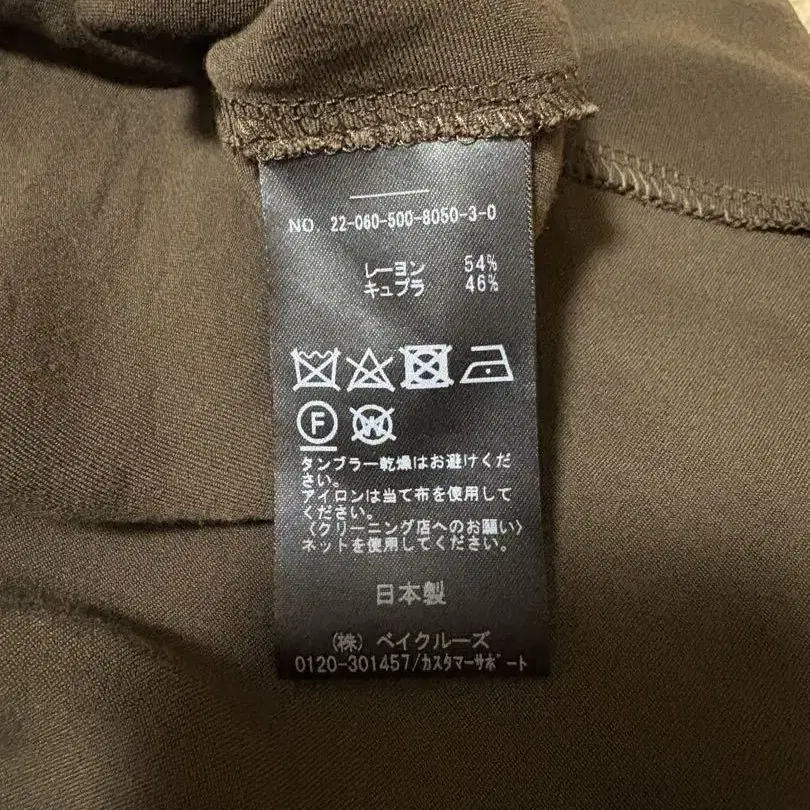 NO. 22-060-500-8050-3-0
レーヨン 54%
キュプラ 46%
F W
タンブラー乾燥はお避けくだ
さい。
アイロンは当て布を使用して
ください。
〈クリーニング店へのお願い〉
ネットを使用してください。
日本製
(株) ベイクルーズ
0120-301457/カスタマーサポート